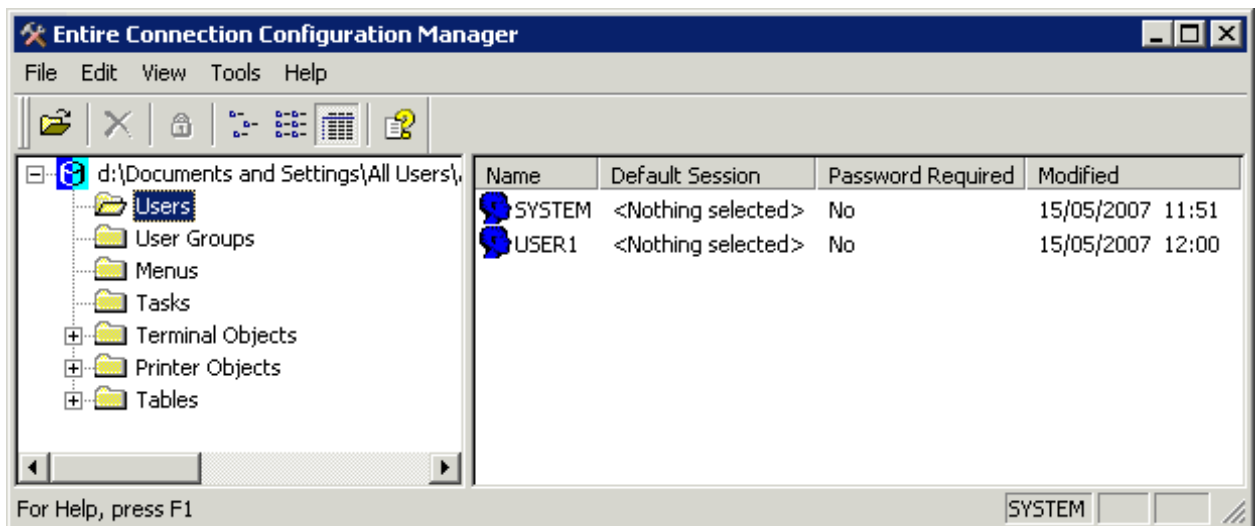 Entire Connection Configuration Manager
File Edit View Tools Help
d:\Documents and Settings\All Users\
Users
User Groups
Menus
Tasks
Terminal Objects
Printer Objects
Tables
Name Default Session Password Required Modified
SYSTEM <Nothing selected> No 15/05/2007 11:51
USER1 <Nothing selected> No 15/05/2007 12:00
For Help, press F1 SYSTEM